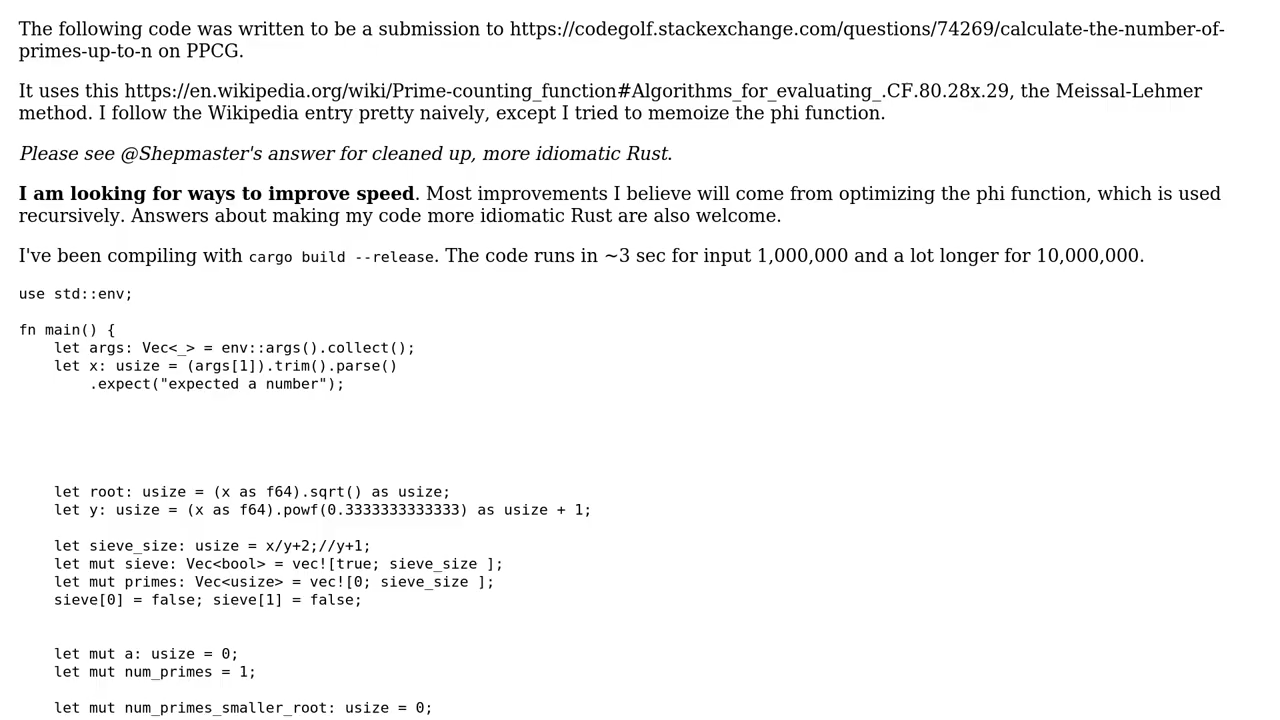 The following code was written to be a submission to https://codegolf.stackexchange.com/questions/74269/calculate-the-number-of-
primes-up-to-n on PPCG.
It uses this https://en.wikipedia.org/wiki/Prime-counting_function#Algorithms_for_evaluating_.CF.80.28x.29, the Meissal-Lehmer
method. I follow the Wikipedia entry pretty naively, except I tried to memoize the phi function.
Please see @Shepmaster's answer for cleaned up, more idiomatic Rust.
I am looking for ways to improve speed. Most improvements I believe will come from optimizing the phi function, which is used
recursively. Answers about making my code more idiomatic Rust are also welcome.
I've been compiling with cargo build --release. The code runs in ~3 sec for input 1,000,000 and a lot longer for 10,000,000.
use std::env;
fn main() {
    let args: Vec<_> = env::args().collect();
    let x: usize = (args[1]).trim().parse()
        .expect("expected a number");
    let root: usize = (x as f64).sqrt() as usize;
    let y: usize = (x as f64).powf(0.3333333333333) as usize + 1;
    let sieve_size: usize = x/y+2;//y+1;
    let mut sieve: Vec<bool> = vec![true; sieve_size ];
    let mut primes: Vec<usize> = vec![0; sieve_size ];
    sieve[0] = false; sieve[1] = false;
    let mut a: usize = 0;
    let mut num_primes = 1;
    let mut num_primes_smaller_root: usize = 0;